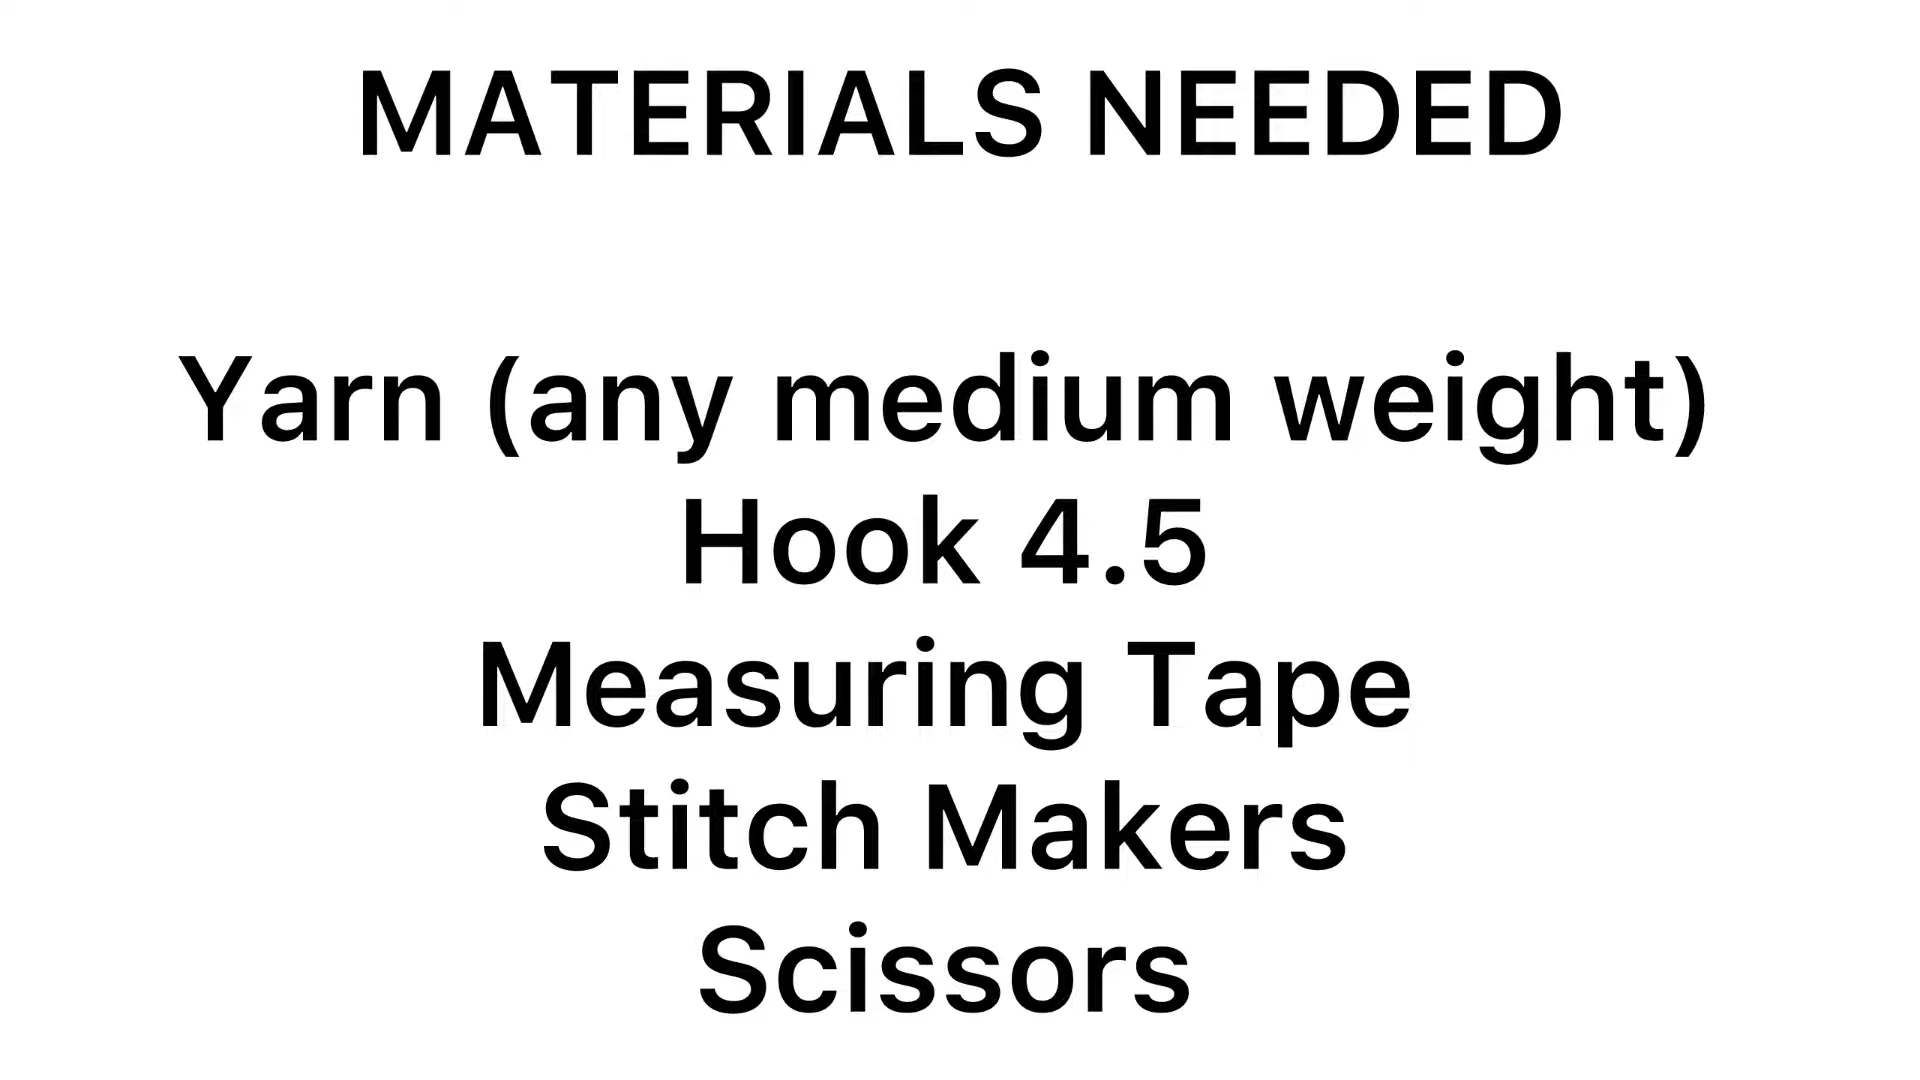 MATERIALS NEEDED
Yarn (any medium weight)
Hook 4.5
Measuring Tape
Stitch Makers
Scissors